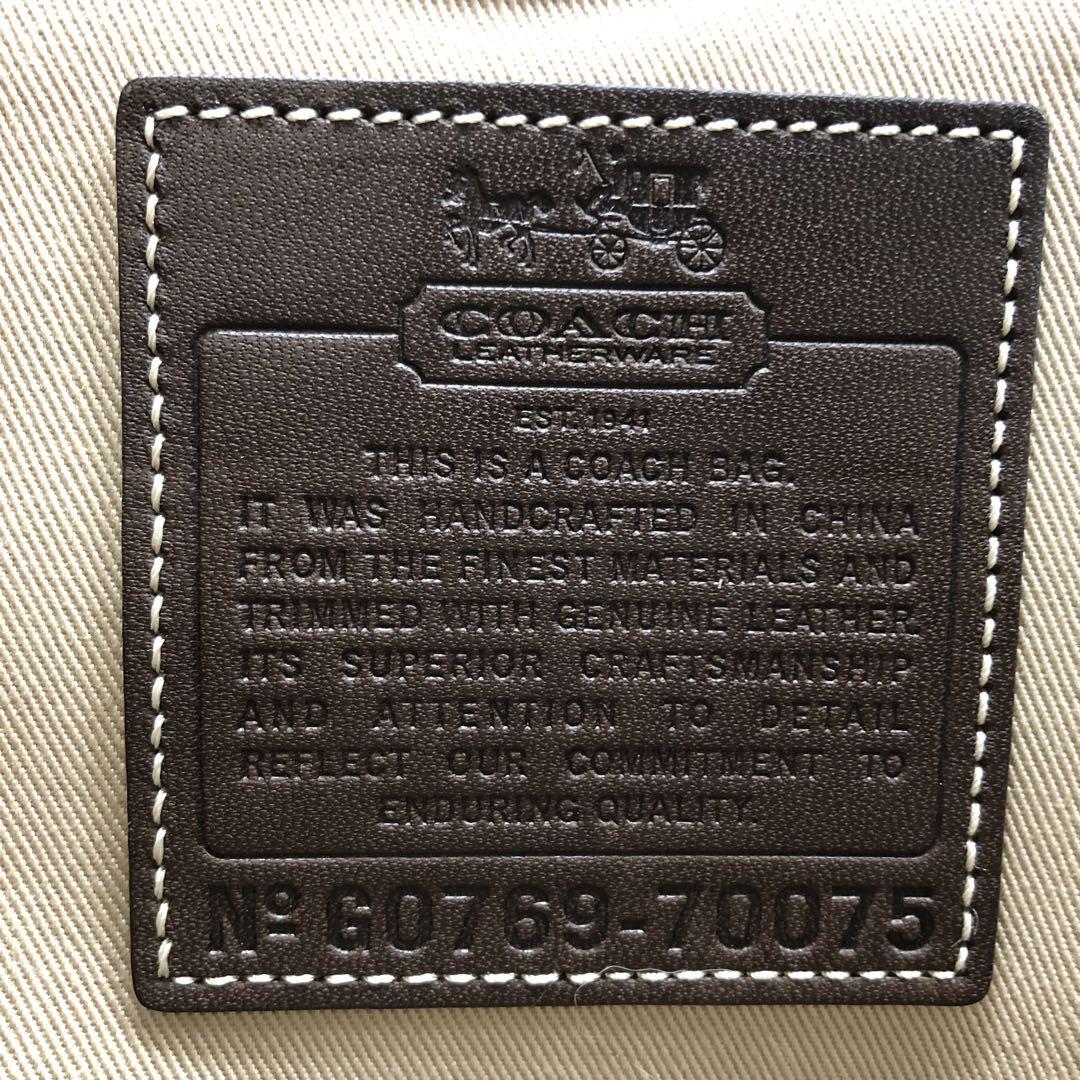 COACH
LEATHERWARE
EST. 1941
THIS IS A COACH BAG.
IT WAS HANDCRAFTED IN CHINA
FROM THE FINEST MATERIALS AND
TRIMMED WITH GENUINE LEATHER.
ITS SUPERIOR CRAFTSMANSHIP
AND ATTENTION TO DETAIL
REFLECT OUR COMMITMENT TO
ENDURING QUALITY.
Nº G0769-70075